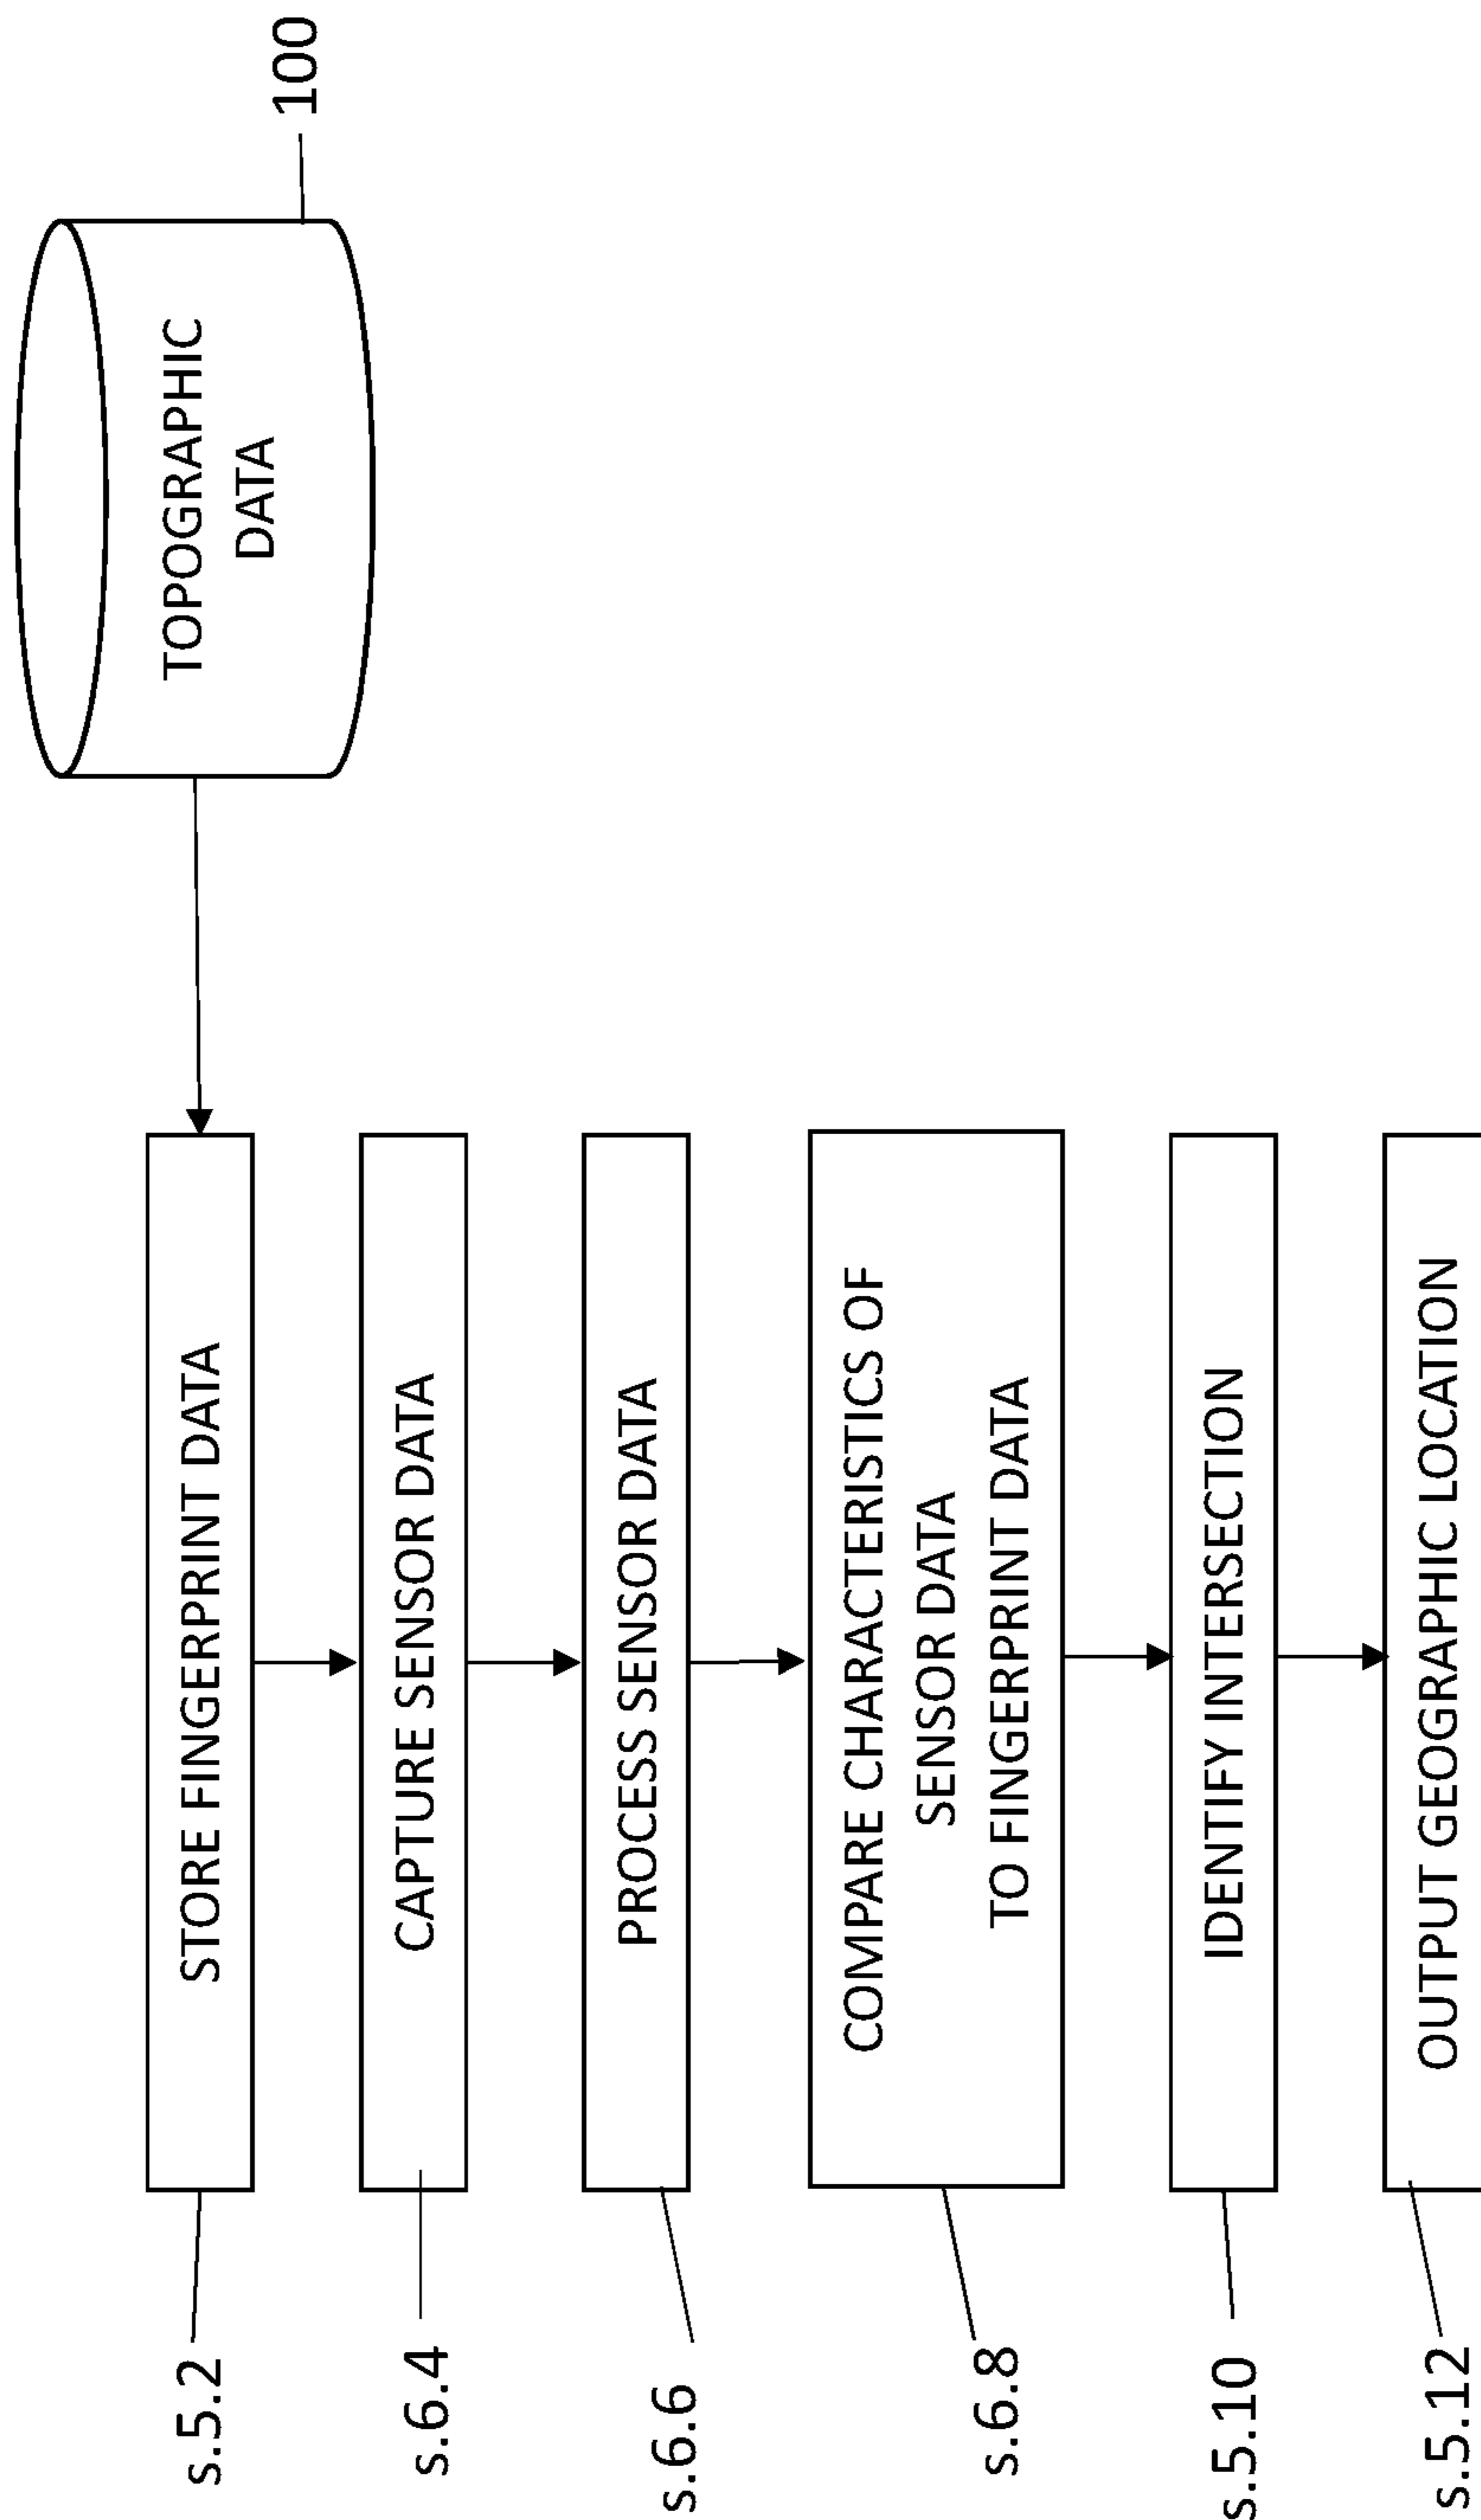 TOPOGRAPHIC
DATA
100
s.5.2
STORE FINGERPRINT DATA
s.6.4
CAPTURE SENSOR DATA
s.6.6
PROCESS SENSOR DATA
s.6.8
COMPARE CHARACTERISTICS OF
SENSOR DATA
TO FINGERPRINT DATA
s.5.10
IDENTIFY INTERSECTION
s.5.12
OUTPUT GEOGRAPHIC LOCATION